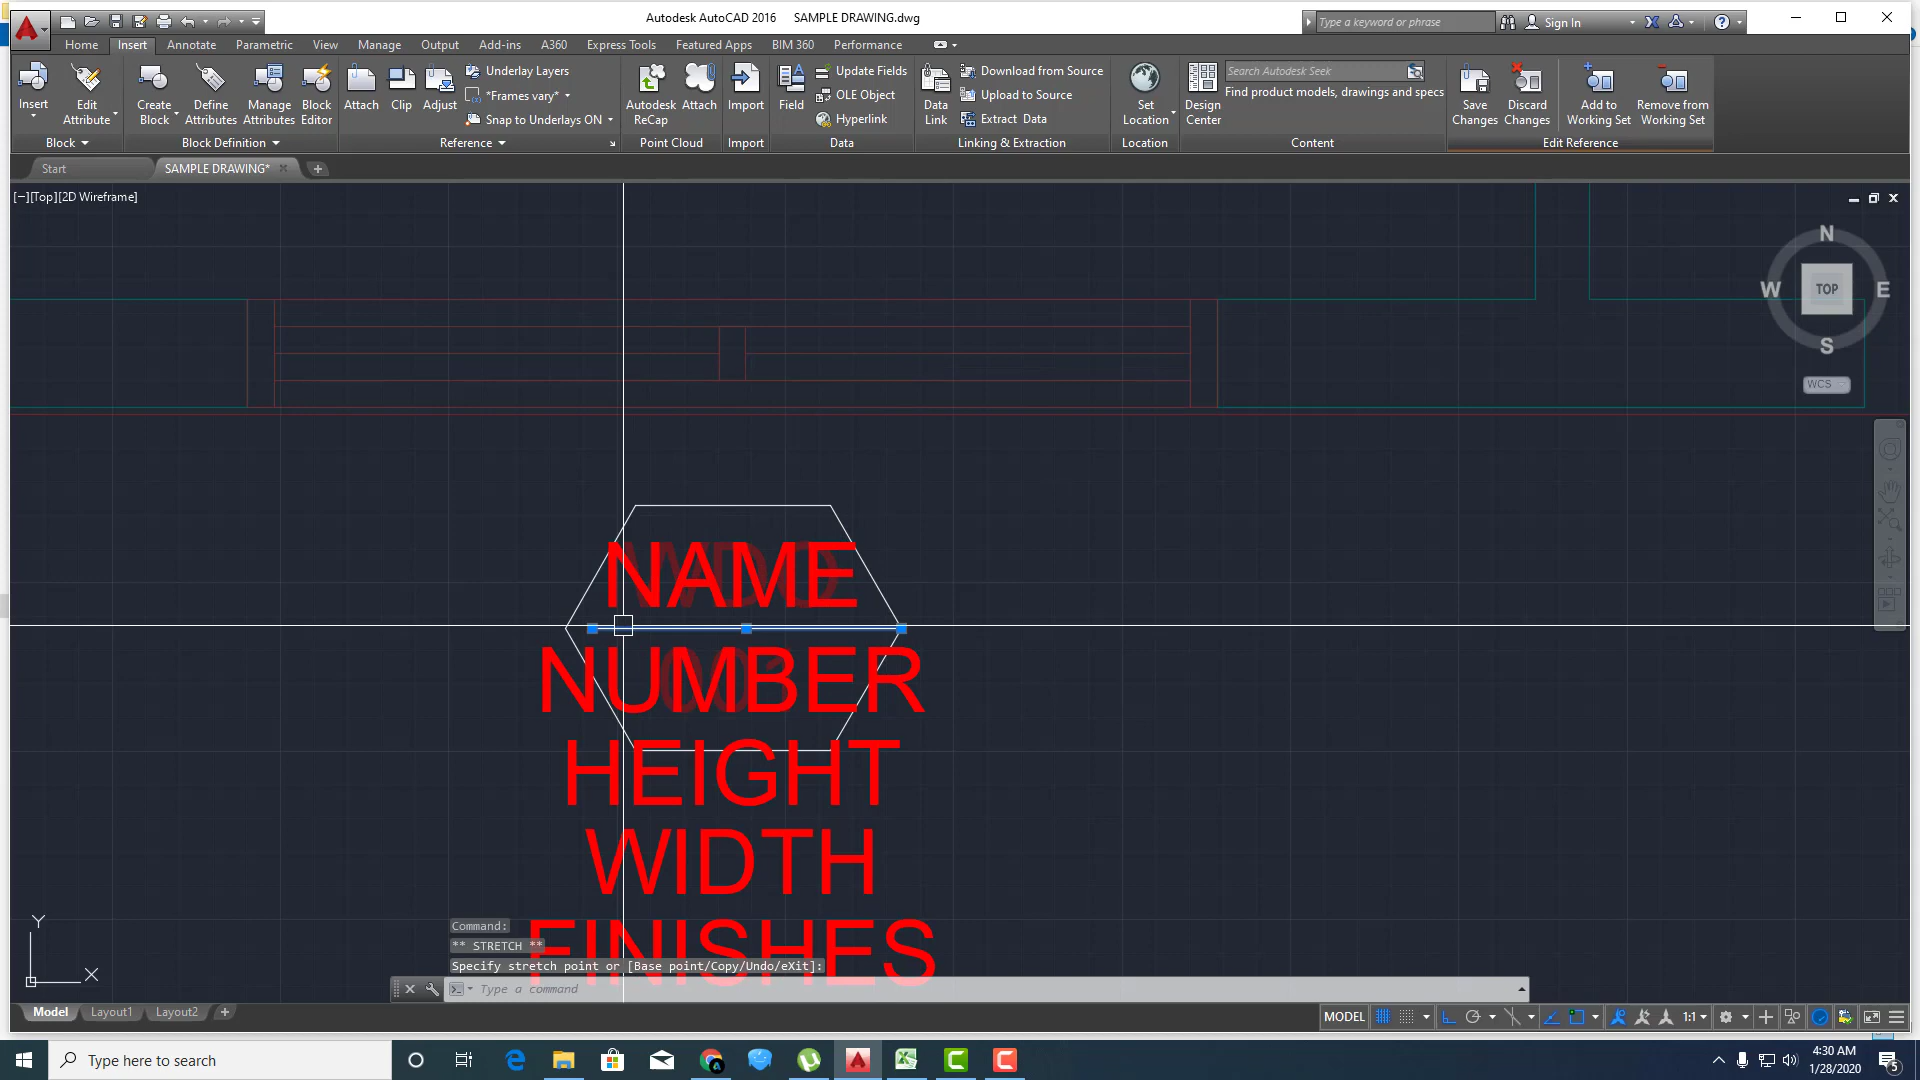 Autodesk AutoCAD 2016 SAMPLE DRAWING.dwg
Type a keyword or phrase
Sign In
Home Insert Annotate Parametric View Manage Output Add-ins A360 Express Tools Featured Apps BIM 360 Performance
Insert
Edit Attribute
Create Block
Define Attributes
Manage Attributes
Block Editor
Attach
Clip
Adjust
Underlay Layers
*Frames vary*
Snap to Underlays ON
Autodesk ReCap
Attach
Import
Field
Update Fields
OLE Object
Hyperlink
Data Link
Download from Source
Upload to Source
Extract Data
Set Location
Design Center
Search Autodesk Seek
Find product models, drawings and specs
Save Changes
Discard Changes
Add to Working Set
Remove from Working Set
Block Block Definition Reference Point Cloud Import Data Linking & Extraction Location Content Edit Reference
Start SAMPLE DRAWING*
[−][Top][2D Wireframe]
N
W TOP E
S
WCS
NAME
NUMBER
HEIGHT
WIDTH
FINISHES
Y
X
Command:
** STRETCH **
Specify stretch point or [Base point/Copy/Undo/eXit]:
Type a command
Model Layout1 Layout2
MODEL 1:1
Type here to search
4:30 AM
1/28/2020
5